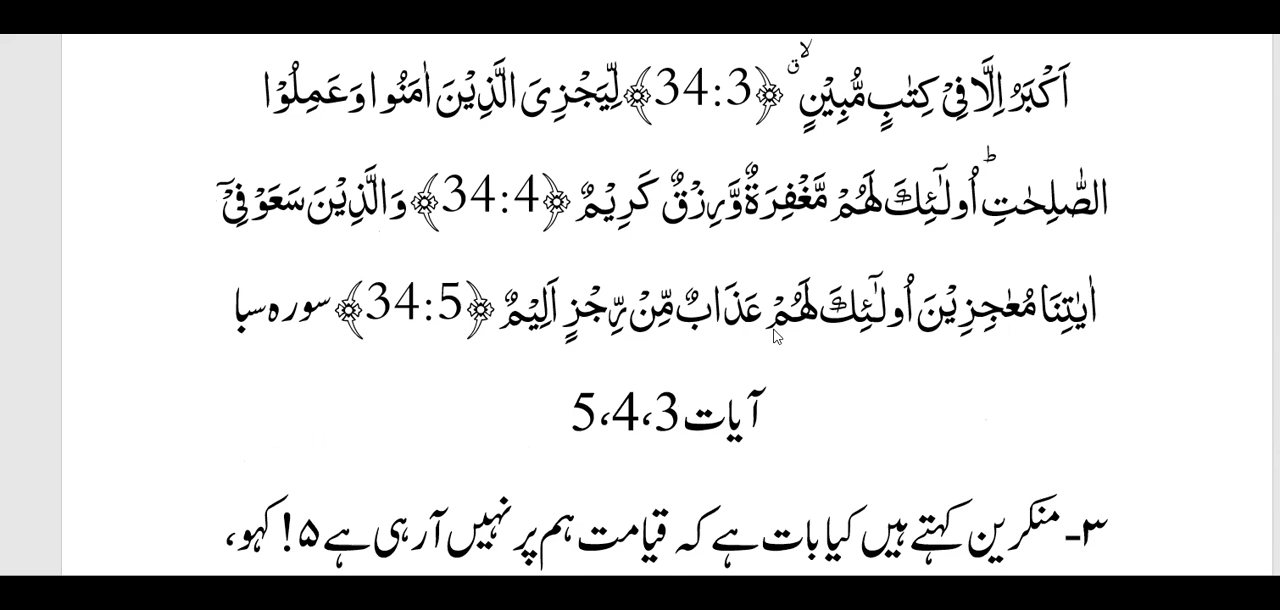 اَكْبَرُ اِلَّا فِیْ كِتٰبٍ مُّبِیْنٍ ۙۗ ﴿34:3﴾ لِّیَجْزِیَ الَّذِیْنَ اٰمَنُوا وَ عَمِلُوْا
الصّٰلِحٰتِ ؕ اُولٰٓئِكَ لَهُمْ مَّغْفِرَةٌ وَّ رِزْقٌ كَرِیْمٌ ﴿34:4﴾ وَ الَّذِیْنَ سَعَوْ فِیْۤ
اٰیٰتِنَا مُعٰجِزِیْنَ اُولٰٓئِكَ لَهُمْ عَذَابٌ مِّنْ رِّجْزٍ اَلِیْمٌ ﴿34:5﴾ سورہ سبا
آیات 3،4،5
۳۔ منکرین کہتے ہیں کیا بات ہے کہ قیامت ہم پر نہیں آرہی ہے ۵! کہو،